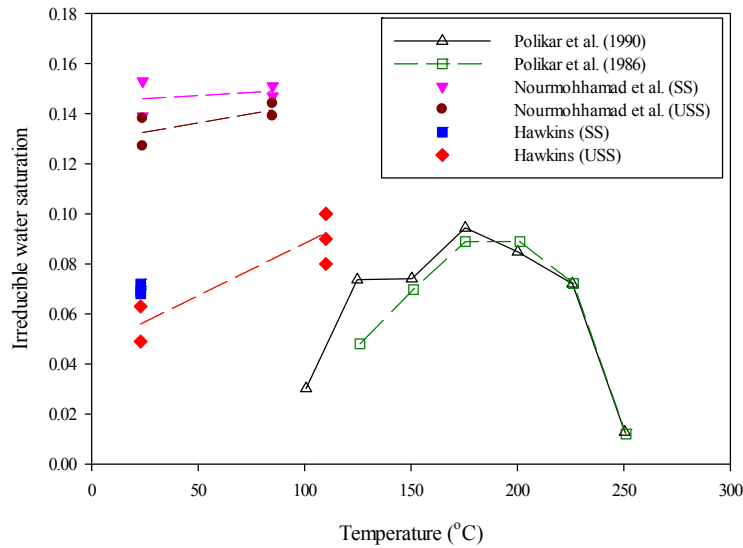 0.18
0.16
0.14
0.12
0.10
0.08
0.06
0.04
0.02
0.00
Irreducible water saturation
Polikar et al. (1990)
Polikar et al. (1986)
Nourmohhamad et al. (SS)
Nourmohhamad et al. (USS)
Hawkins (SS)
Hawkins (USS)
0 50 100 150 200 250 300
Temperature (°C)